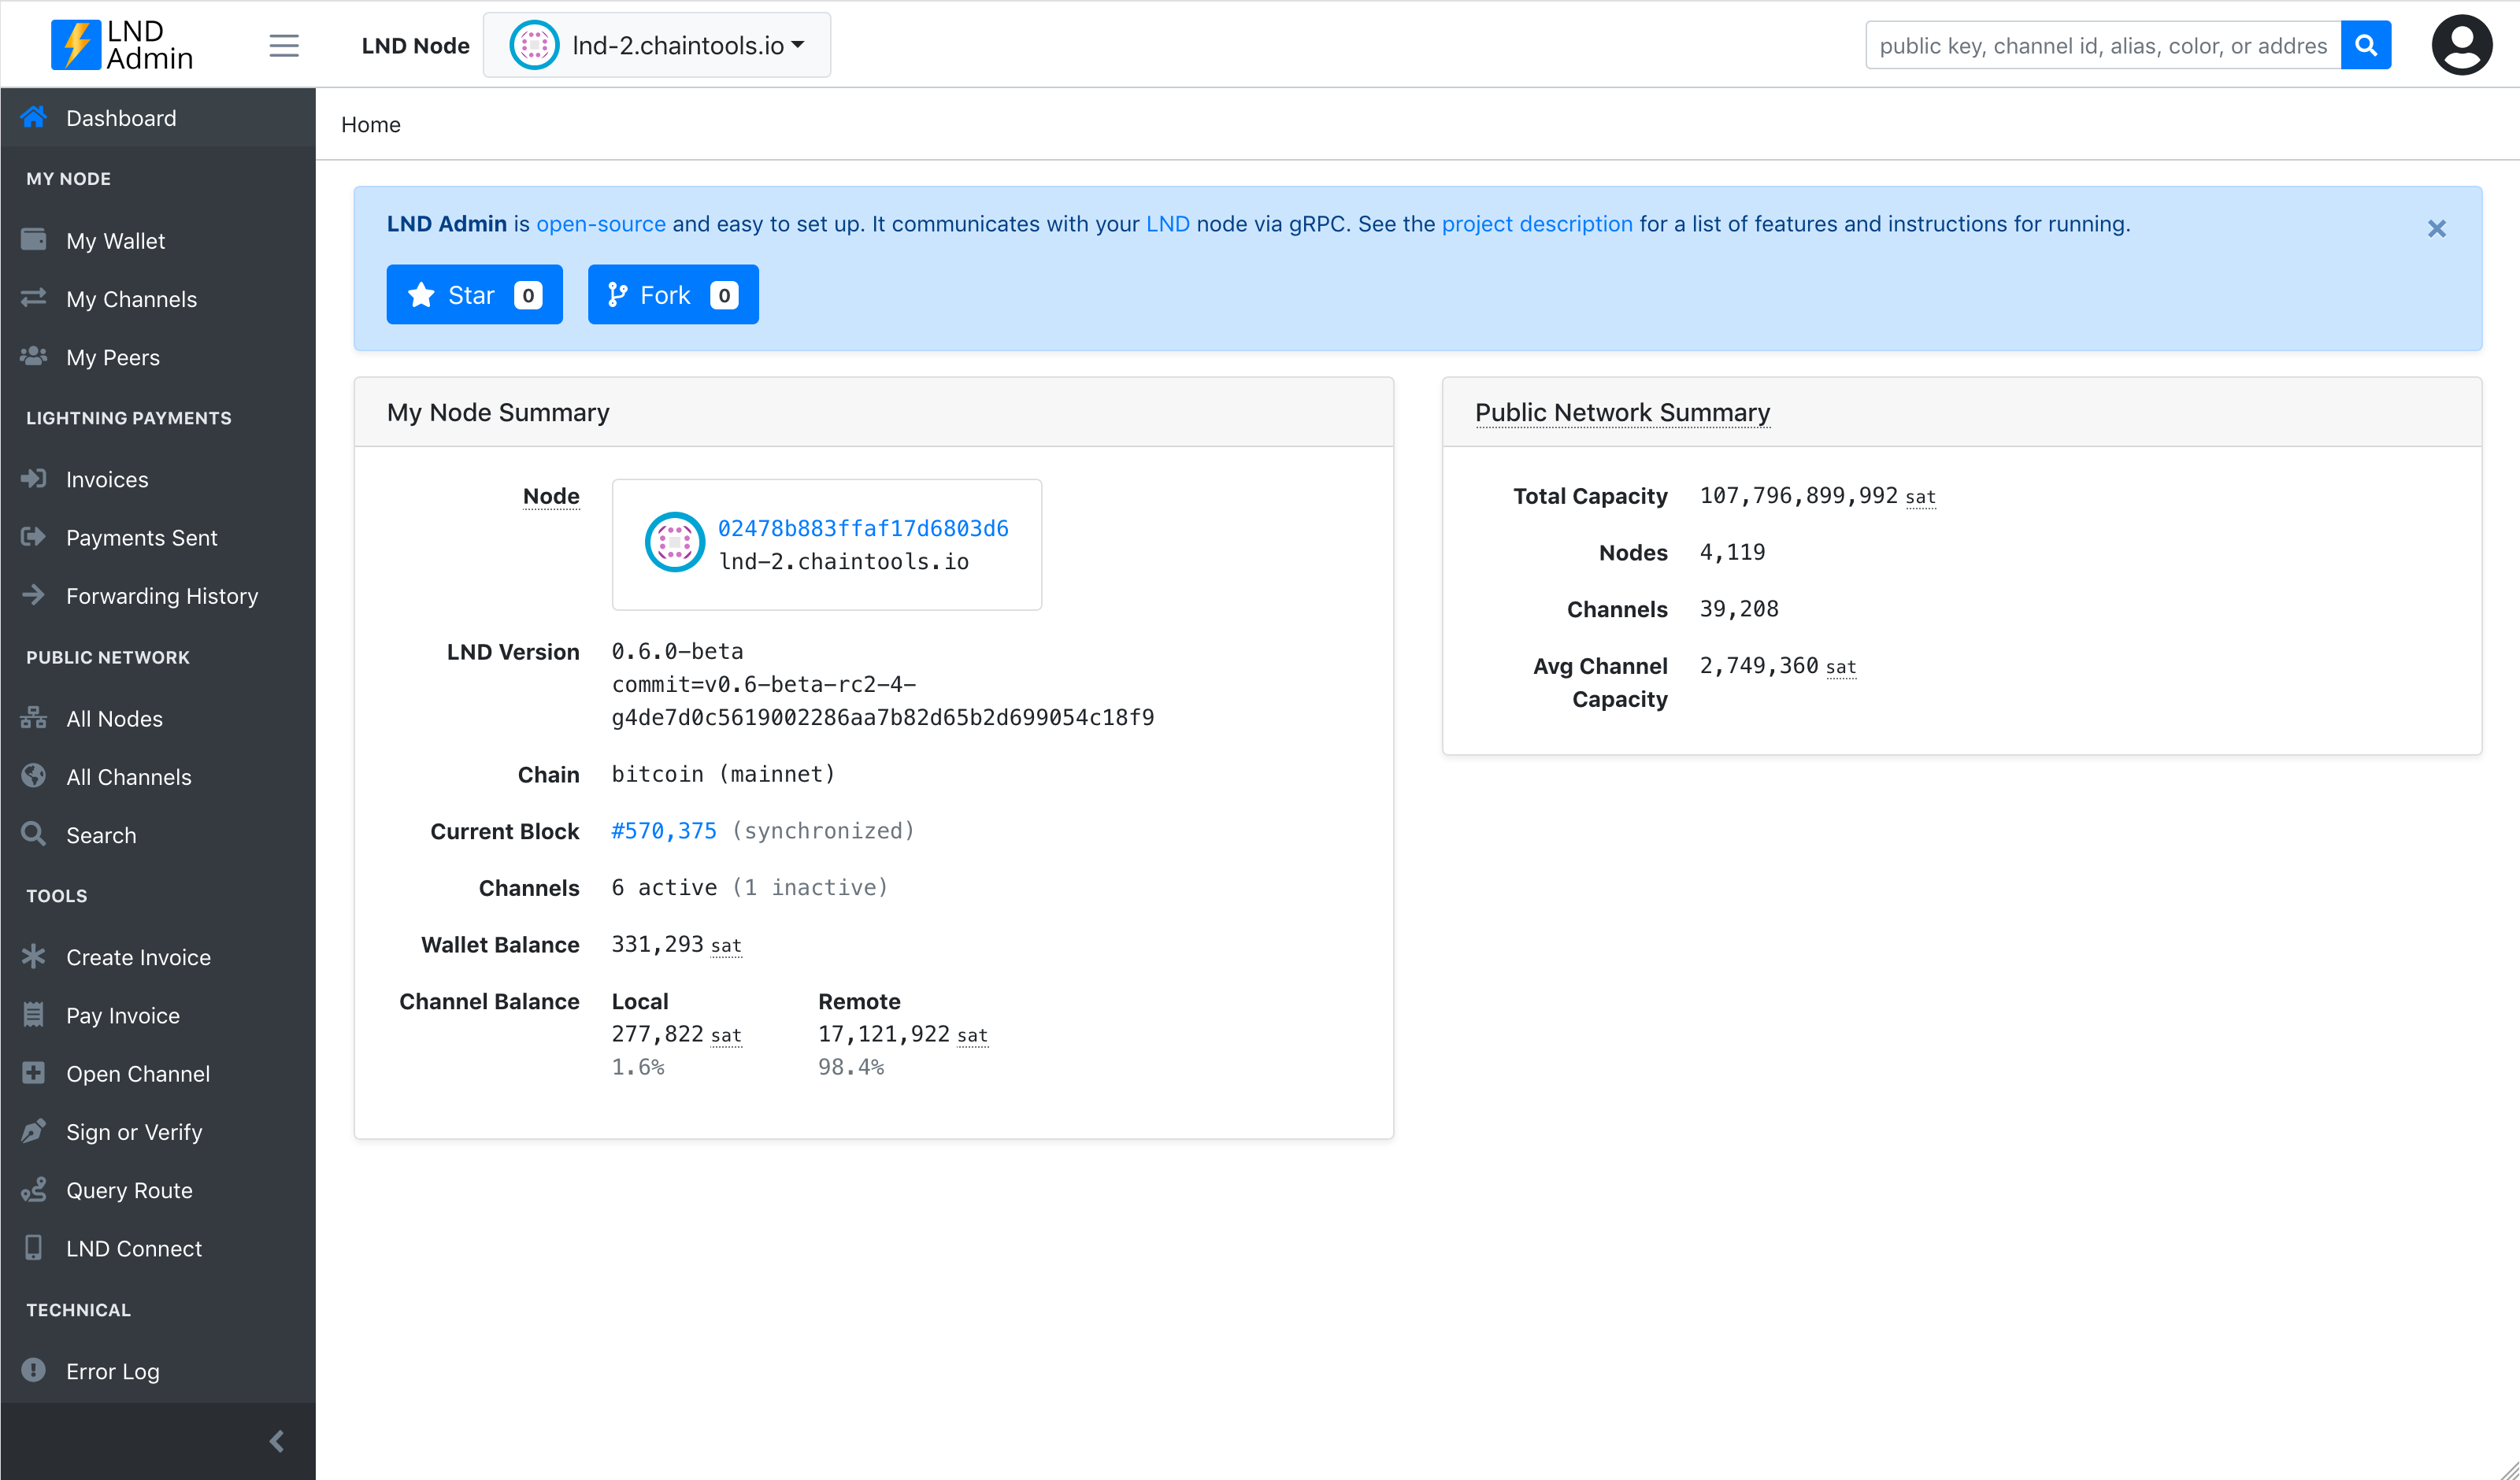 LND
Admin
LND Node
lnd-2.chaintools.io
public key, channel id, alias, color, or addres
Dashboard
MY NODE
My Wallet
My Channels
My Peers
LIGHTNING PAYMENTS
Invoices
Payments Sent
Forwarding History
PUBLIC NETWORK
All Nodes
All Channels
Search
TOOLS
Create Invoice
Pay Invoice
Open Channel
Sign or Verify
Query Route
LND Connect
TECHNICAL
Error Log
Home
LND Admin is open-source and easy to set up. It communicates with your LND node via gRPC. See the project description for a list of features and instructions for running.
Star 0
Fork 0
My Node Summary
Node
02478b883ffaf17d6803d6
lnd-2.chaintools.io
LND Version 0.6.0-beta
commit=v0.6-beta-rc2-4-
g4de7d0c5619002286aa7b82d65b2d699054c18f9
Chain bitcoin (mainnet)
Current Block #570,375 (synchronized)
Channels 6 active (1 inactive)
Wallet Balance 331,293 sat
Channel Balance Local Remote
277,822 sat 17,121,922 sat
1.6% 98.4%
Public Network Summary
Total Capacity 107,796,899,992 sat
Nodes 4,119
Channels 39,208
Avg Channel 2,749,360 sat
Capacity